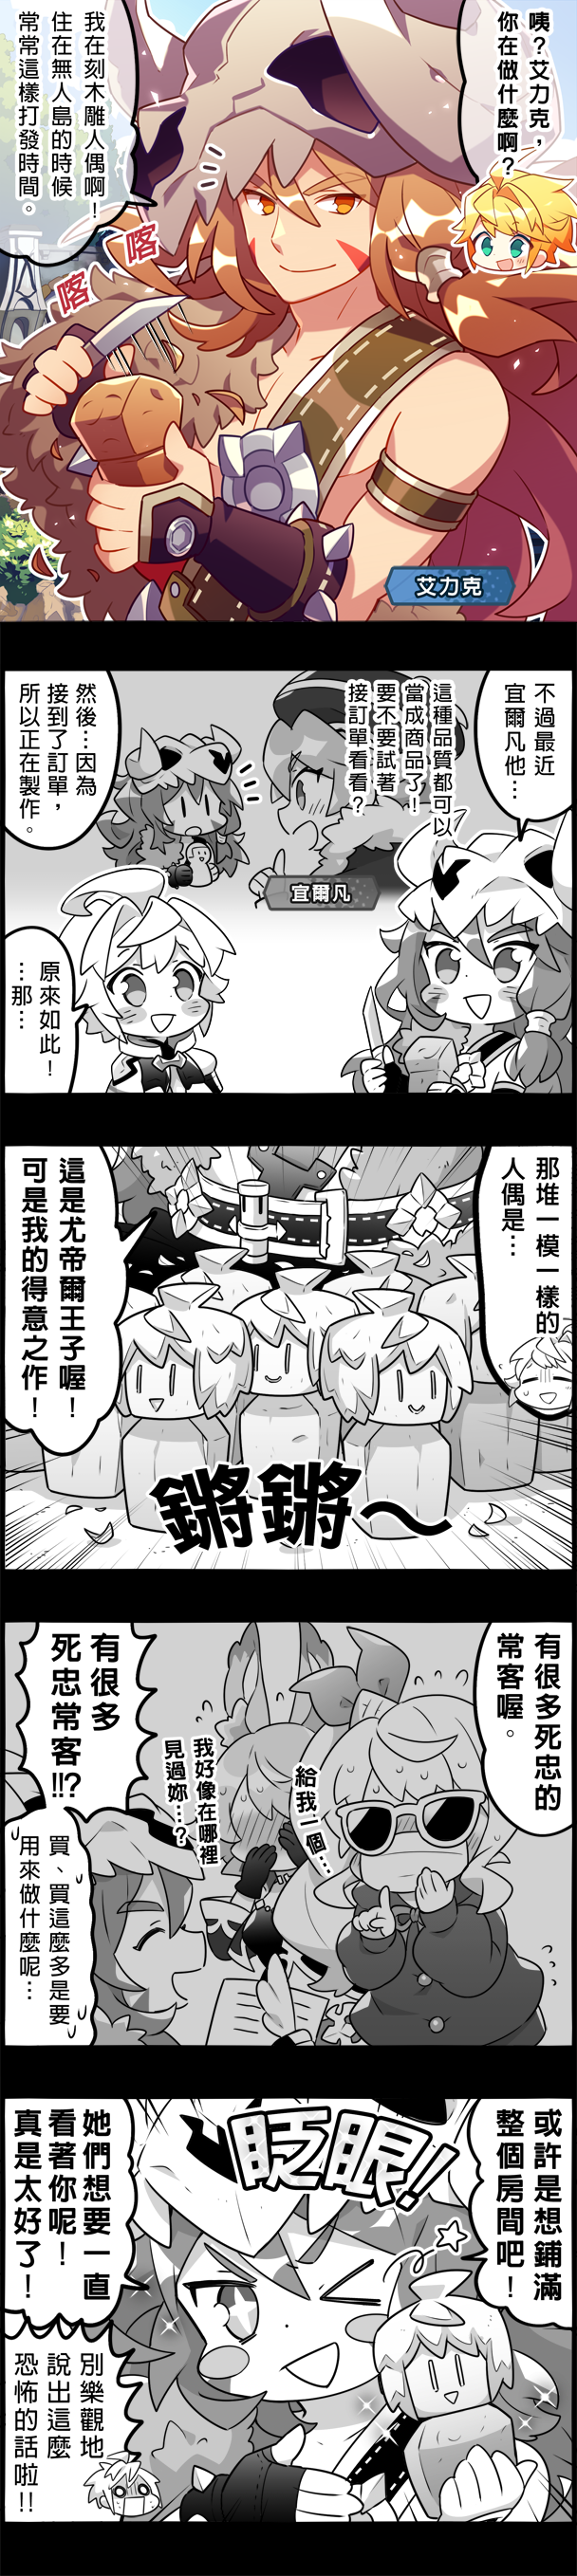 咦？艾力克，
你在做什麼啊？
我在刻木雕人偶啊！
住在無人島的時候
常常這樣打發時間。
喀
喀
艾力克
不過最近
宜爾凡他…
這種品質都可以
當成商品了！
要不要試著
接訂單看看？
宜爾凡
然後…因為
接到了訂單，
所以正在製作。
原來如此！
…那…
那堆一模一樣的
人偶是…
這是尤帝爾王子喔！
可是我的得意之作！
鏘鏘～
有很多死忠的
常客喔。
給我一個…
我好像在哪裡
見過妳…？
有很多
死忠常客!!?
買、買這麼多是要
用來做什麼呢…
或許是想鋪滿
整個房間吧！
眨眼!
她們想要一直
看著你呢！
真是太好了！
別樂觀地
說出這麼
恐怖的話啦!!